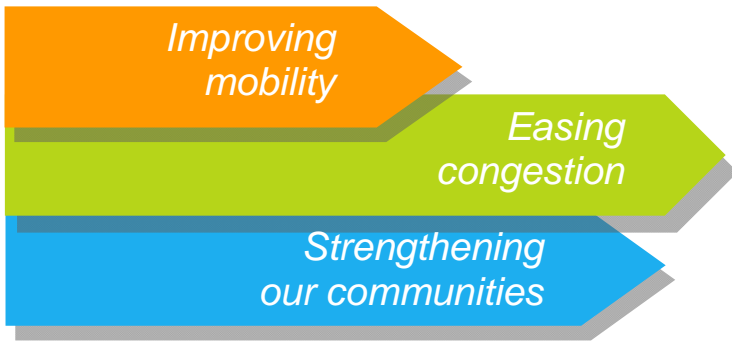 Improving
mobility
Easing
congestion
Strengthening
our communities